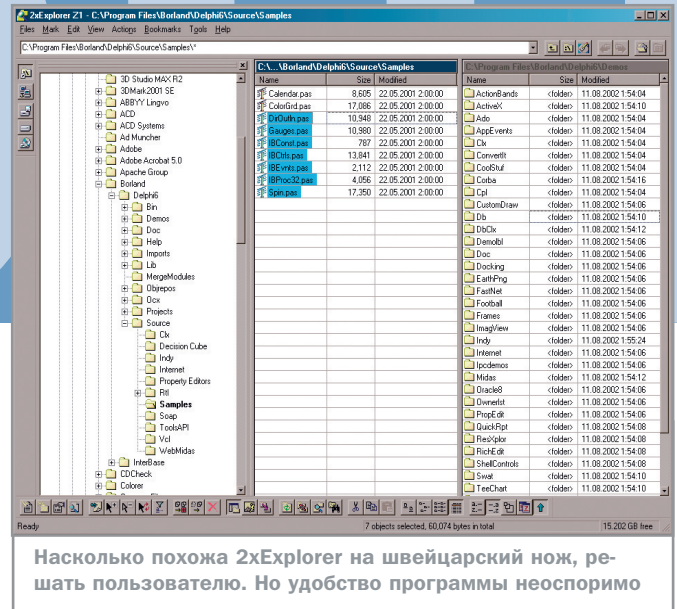 2xExplorer Z1 - C:\Program Files\Borland\Delphi6\Source\Samples
Files Mark Edit View Actions Bookmarks Tools Help
C:\Program Files\Borland\Delphi6\Source\Samples\*
3D Studio MAX R2
3DMark2001 SE
ABBYY Lingvo
ACD
ACD Systems
Ad Muncher
Adobe
Adobe Acrobat 5.0
Apache Group
Borland
Delphi6
Bin
Demos
Doc
Help
Imports
Lib
MergeModules
Objrepos
Ocx
Projects
Source
Clx
Decision Cube
Indy
Internet
Property Editors
Rtl
Samples
Soap
ToolsAPI
Vcl
WebMidas
InterBase
CDCheck
Colorer
C:\...\Borland\Delphi6\Source\Samples
Name Size Modified
Calendar.pas 8,605 22.05.2001 2:00:00
ColorGrd.pas 17,086 22.05.2001 2:00:00
DirOutln.pas 10,948 22.05.2001 2:00:00
Gauges.pas 10,980 22.05.2001 2:00:00
IBConst.pas 787 22.05.2001 2:00:00
IBCtrls.pas 13,841 22.05.2001 2:00:00
IBEvnts.pas 2,112 22.05.2001 2:00:00
IBProc32.pas 4,056 22.05.2001 2:00:00
Spin.pas 17,350 22.05.2001 2:00:00
C:\Program Files\Borland\Delphi6\Demos
Name Size Modified
ActionBands <folder> 11.08.2002 1:54:04
ActiveX <folder> 11.08.2002 1:54:10
Ado <folder> 11.08.2002 1:54:04
AppEvents <folder> 11.08.2002 1:54:04
Clx <folder> 11.08.2002 1:54:04
ConvertIt <folder> 11.08.2002 1:54:04
CoolStuf <folder> 11.08.2002 1:54:04
Corba <folder> 11.08.2002 1:54:16
Cpl <folder> 11.08.2002 1:54:04
CustomDraw <folder> 11.08.2002 1:54:06
Db <folder> 11.08.2002 1:54:10
DbClx <folder> 11.08.2002 1:54:12
Demolbl <folder> 11.08.2002 1:54:06
Doc <folder> 11.08.2002 1:54:06
Docking <folder> 11.08.2002 1:54:06
EarthPng <folder> 11.08.2002 1:54:06
FastNet <folder> 11.08.2002 1:54:06
Football <folder> 11.08.2002 1:54:06
Frames <folder> 11.08.2002 1:54:06
ImagView <folder> 11.08.2002 1:54:06
Indy <folder> 11.08.2002 1:55:24
Internet <folder> 11.08.2002 1:54:06
Ipcdemos <folder> 11.08.2002 1:54:06
Midas <folder> 11.08.2002 1:54:12
Oracle8 <folder> 11.08.2002 1:54:06
Ownerlst <folder> 11.08.2002 1:54:06
PropEdit <folder> 11.08.2002 1:54:06
QuickRpt <folder> 11.08.2002 1:54:08
ResXplor <folder> 11.08.2002 1:54:08
RichEdit <folder> 11.08.2002 1:54:08
ShellControls <folder> 11.08.2002 1:54:08
Swat <folder> 11.08.2002 1:54:10
TeeChart <folder> 11.08.2002 1:54:10
Ready 7 objects selected, 60,074 bytes in total 15.202 GB free
Насколько похожа 2xExplorer на швейцарский нож, ре-
шать пользователю. Но удобство программы неоспоримо